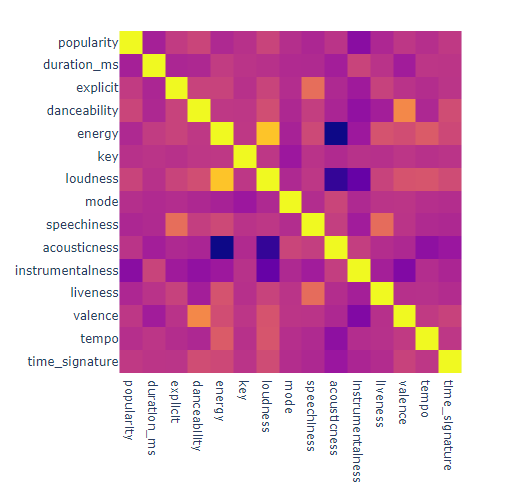 popularity
duration_ms
explicit
danceability
energy
key
loudness
mode
speechiness
acousticness
instrumentalness
liveness
valence
tempo
time_signature
popularity
duration_ms
explicit
danceability
energy
key
loudness
mode
speechiness
acousticness
instrumentalness
liveness
valence
tempo
time_signature